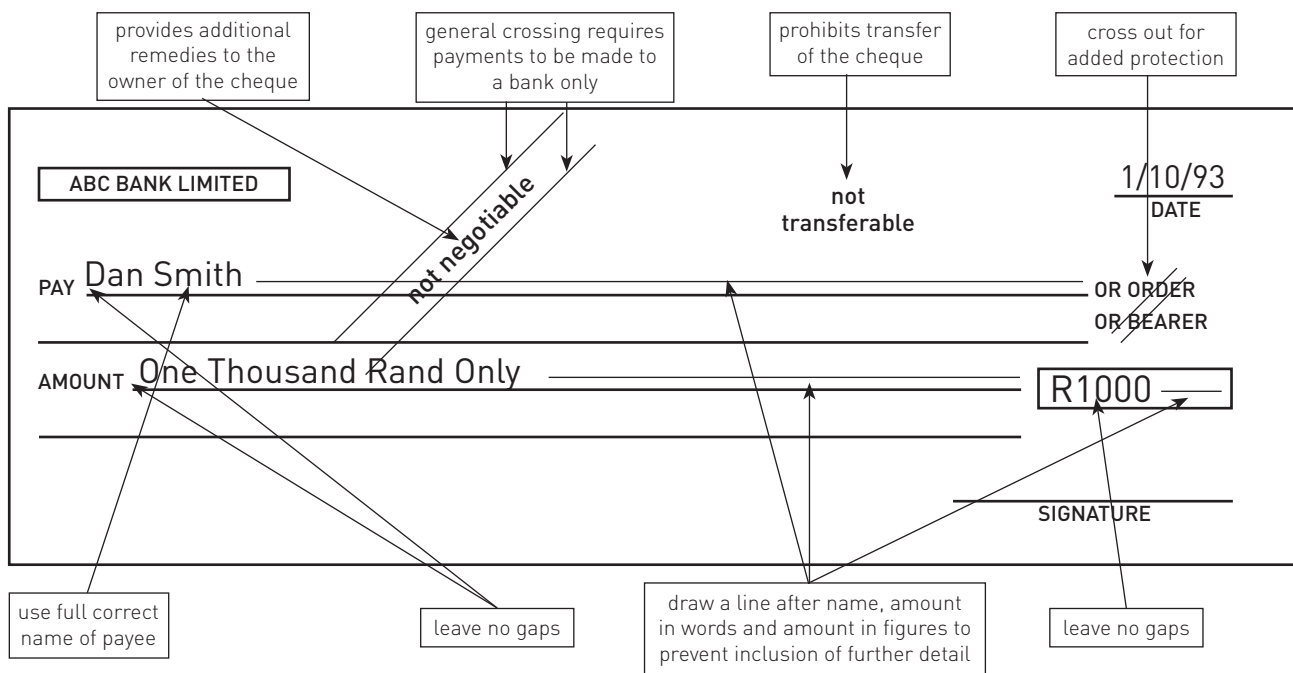 provides additional
remedies to the
owner of the cheque
general crossing requires
payments to be made to
a bank only
prohibits transfer
of the cheque
cross out for
added protection
ABC BANK LIMITED
not negotiable
not
transferable
1/10/93
DATE
PAY Dan Smith
OR ORDER
OR BEARER
AMOUNT One Thousand Rand Only
R1000
SIGNATURE
use full correct
name of payee
leave no gaps
draw a line after name, amount
in words and amount in figures to
prevent inclusion of further detail
leave no gaps